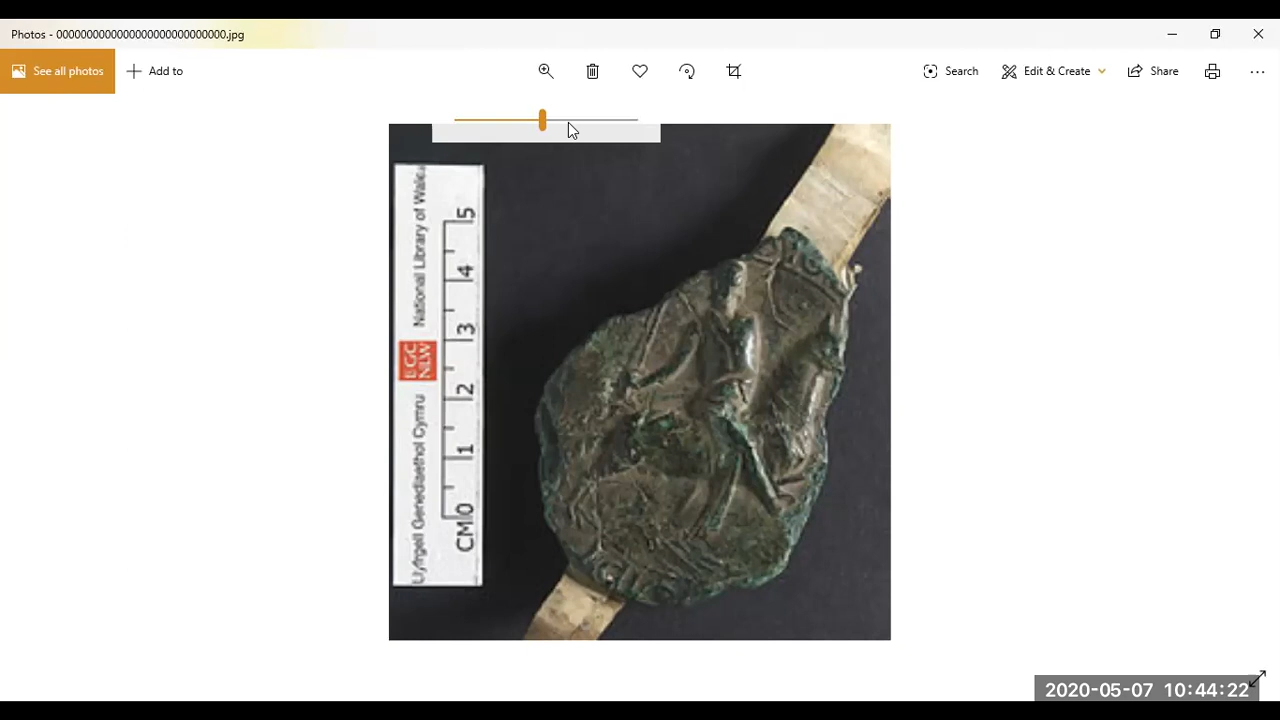 Photos - 0000000000000000000000000000.jpg
See all photos
Add to
Search
Edit & Create
Share
Llyfrgell Genedlaethol Cymru
LlGC
NLW
National Library of Wales
CM 0 1 2 3 4 5
2020-05-07 10:44:22